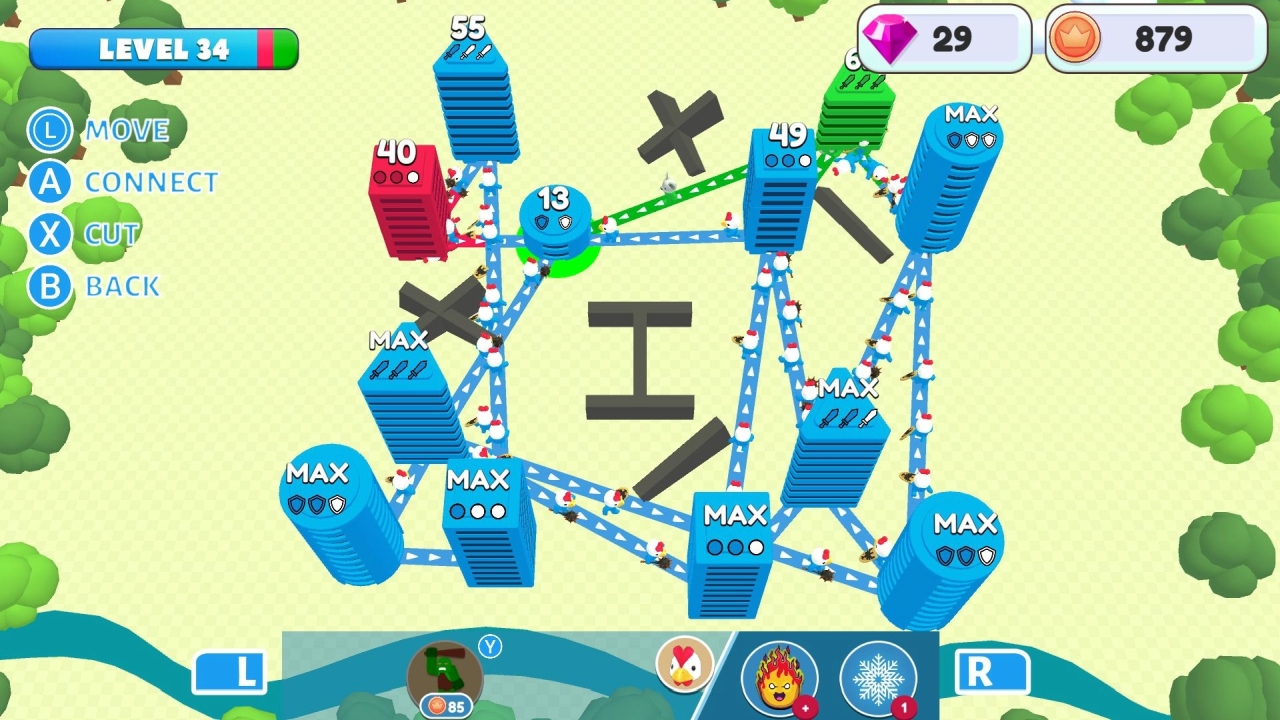 LEVEL 34
55
29
879
L MOVE
A CONNECT
X CUT
B BACK
40
13
49
MAX
MAX
MAX
MAX
MAX
MAX
MAX
L
Y
85
+
1
R